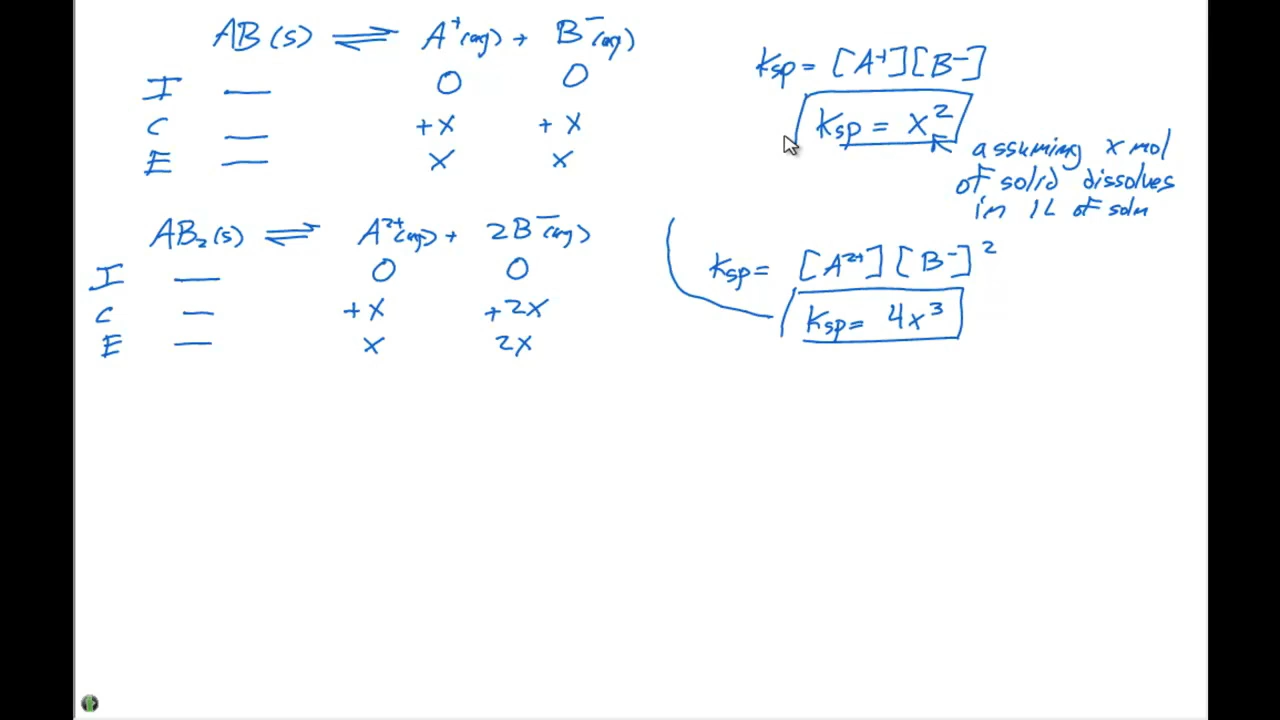 AB(s) ⇌ A⁺(aq) + B⁻(aq)
I — 0 0
C — +x +x
E — x x
Ksp = [A⁺][B⁻]
Ksp = x²
assuming x mol
of solid dissolves
in 1L of soln
AB₂(s) ⇌ A²⁺(aq) + 2B⁻(aq)
I — 0 0
C — +x +2x
E — x 2x
Ksp = [A²⁺][B⁻]²
Ksp = 4x³